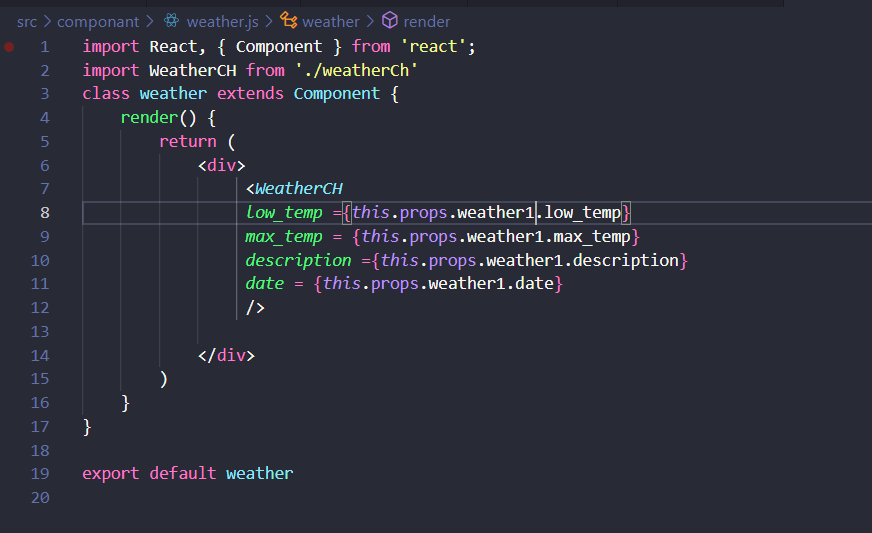 src > componant > weather.js > weather > render
1 import React, { Component } from 'react';
2 import WeatherCH from './weatherCh'
3 class weather extends Component {
4 render() {
5 return (
6 <div>
7 <WeatherCH
8 low_temp ={this.props.weather1.low_temp}
9 max_temp = {this.props.weather1.max_temp}
10 description ={this.props.weather1.description}
11 date = {this.props.weather1.date}
12 />
13
14 </div>
15 )
16 }
17 }
18
19 export default weather
20